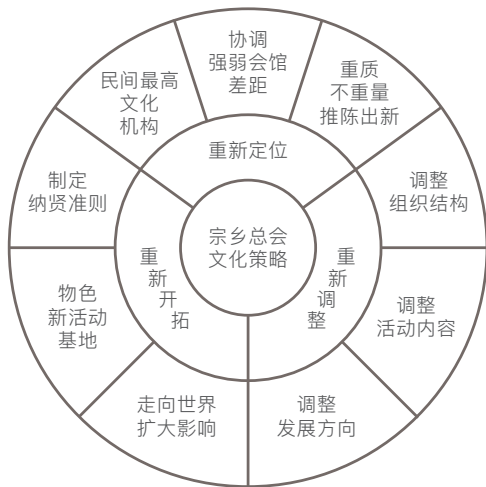 宗乡总会
文化策略
重新定位
重新调整
重新开拓
民间最高
文化
机构
协调
强弱会馆
差距
重质
不重量
推陈出新
调整
组织结构
调整
活动内容
调整
发展方向
走向世界
扩大影响
物色
新活动
基地
制定
纳贤准则